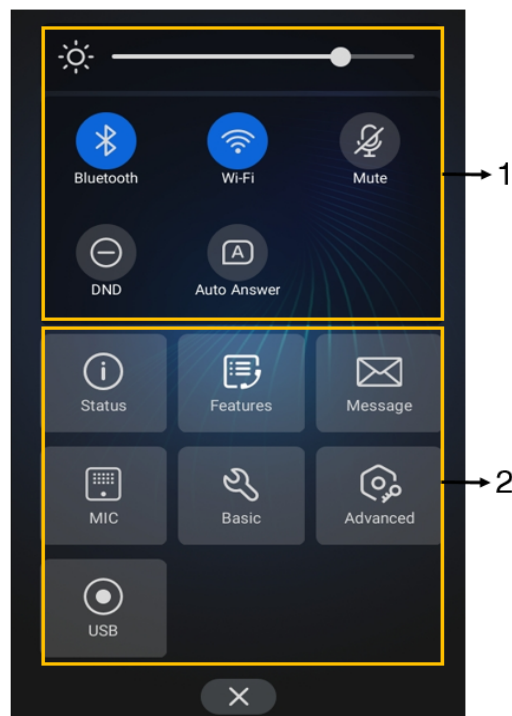 Bluetooth Wi-Fi Mute
1
DND A Auto Answer
Status Features Message
MIC Basic Advanced
2
USB